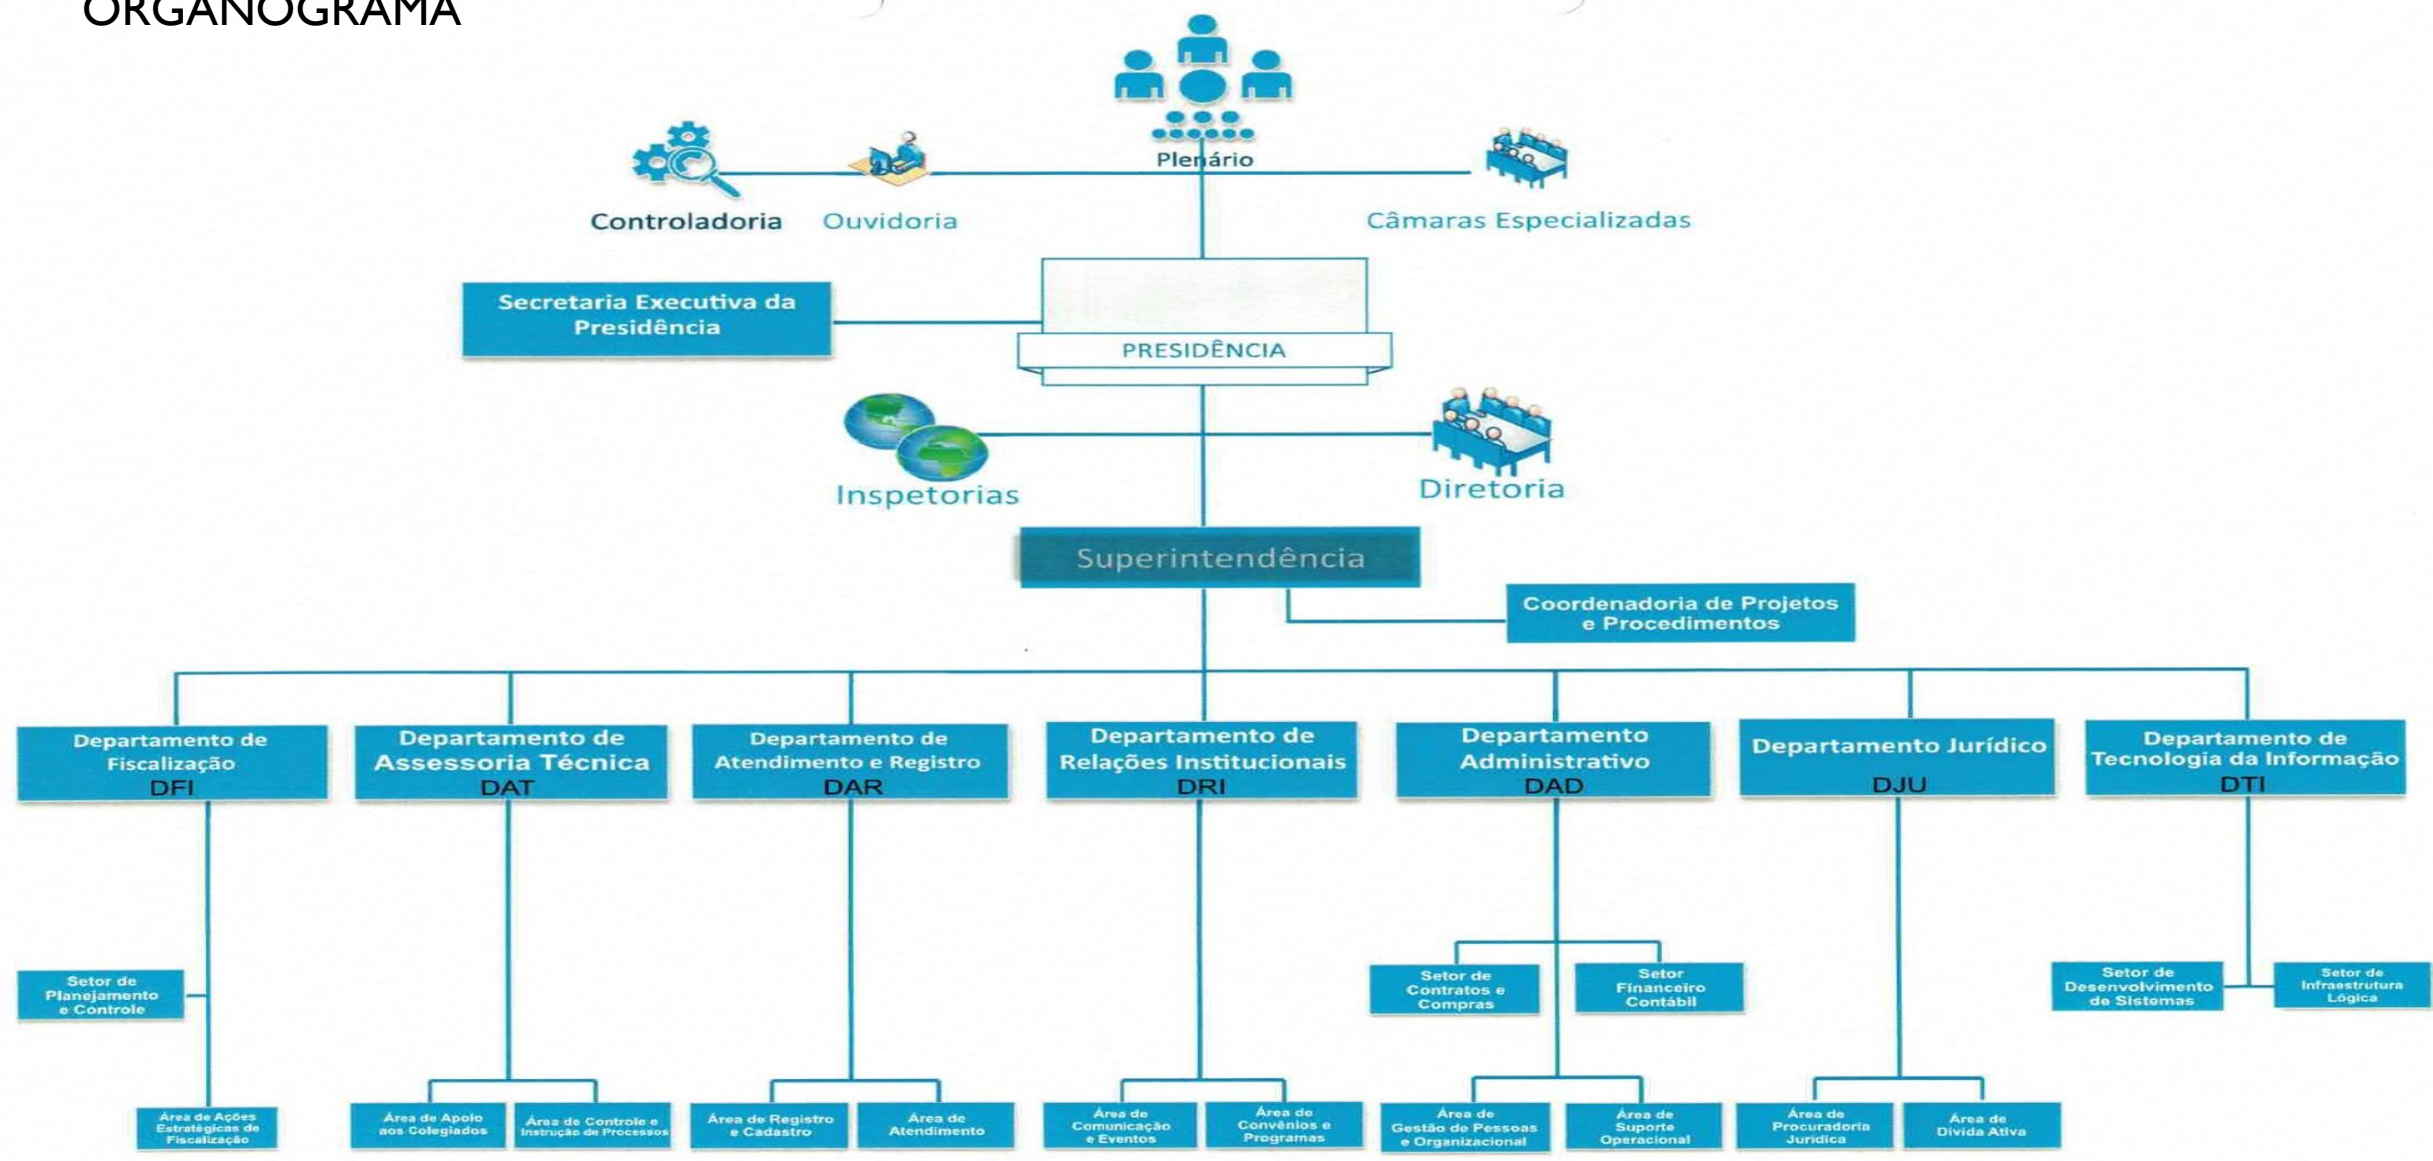 ORGANOGRAMA
Plenário
Controladoria
Ouvidoria
Câmaras Especializadas
Secretaria Executiva da
Presidência
PRESIDÊNCIA
Inspetorias
Diretoria
Superintendência
Coordenadoria de Projetos
e Procedimentos
Departamento de
Fiscalização
DFI
Departamento de
Assessoria Técnica
DAT
Departamento de
Atendimento e Registro
DAR
Departamento de
Relações Institucionais
DRI
Departamento
Administrativo
DAD
Departamento Jurídico
DJU
Departamento de
Tecnologia da Informação
DTI
Setor de
Planejamento
e Controle
Setor de
Contratos e
Compras
Setor
Financeiro
Contábil
Setor de
Desenvolvimento
de Sistemas
Setor de
Infraestrutura
Lógica
Área de Ações
Estratégicas de
Fiscalização
Área de Apoio
aos Colegiados
Área de Controle e
Instrução de Processos
Área de Registro
e Cadastro
Área de
Atendimento
Área de
Comunicação
e Eventos
Área de
Convênios e
Programas
Área de
Gestão de Pessoas
e Organizacional
Área de
Suporte
Operacional
Área de
Procuradoria
Jurídica
Área de
Dívida Ativa